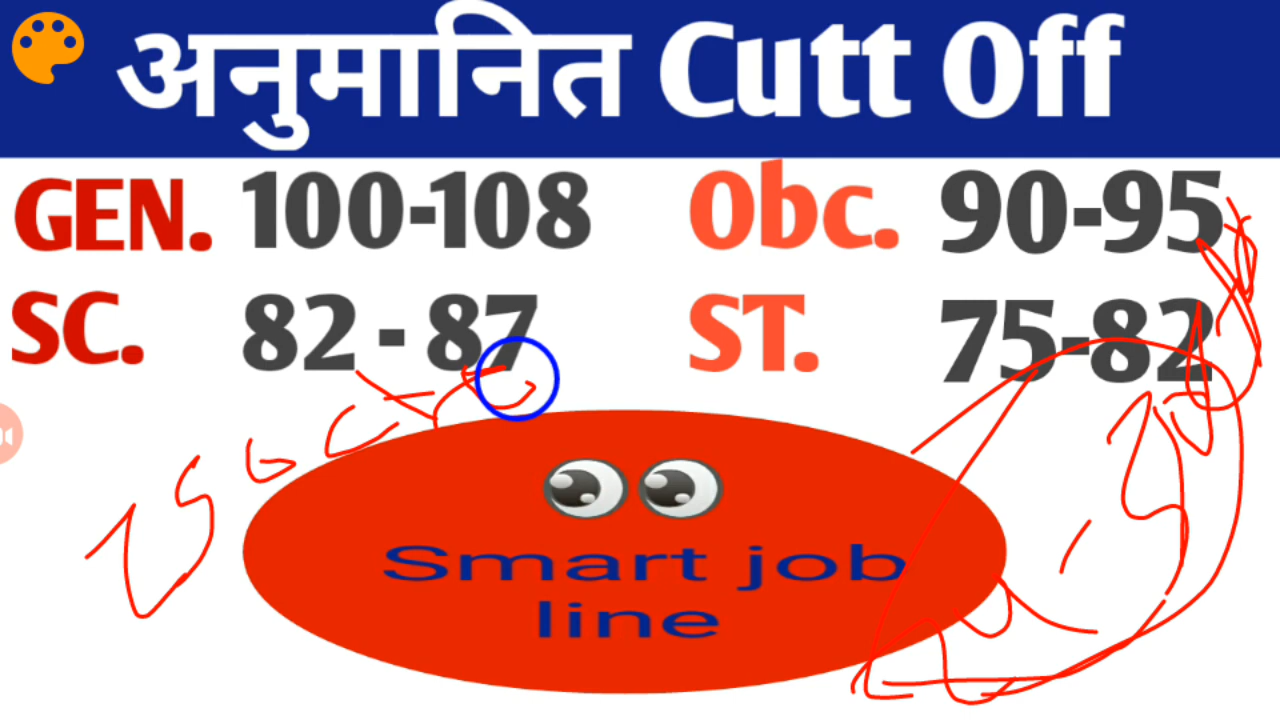 अनुमानित Cutt Off
GEN. 100-108 Obc. 90-95
SC. 82 - 87 ST. 75-82
Smart job
line